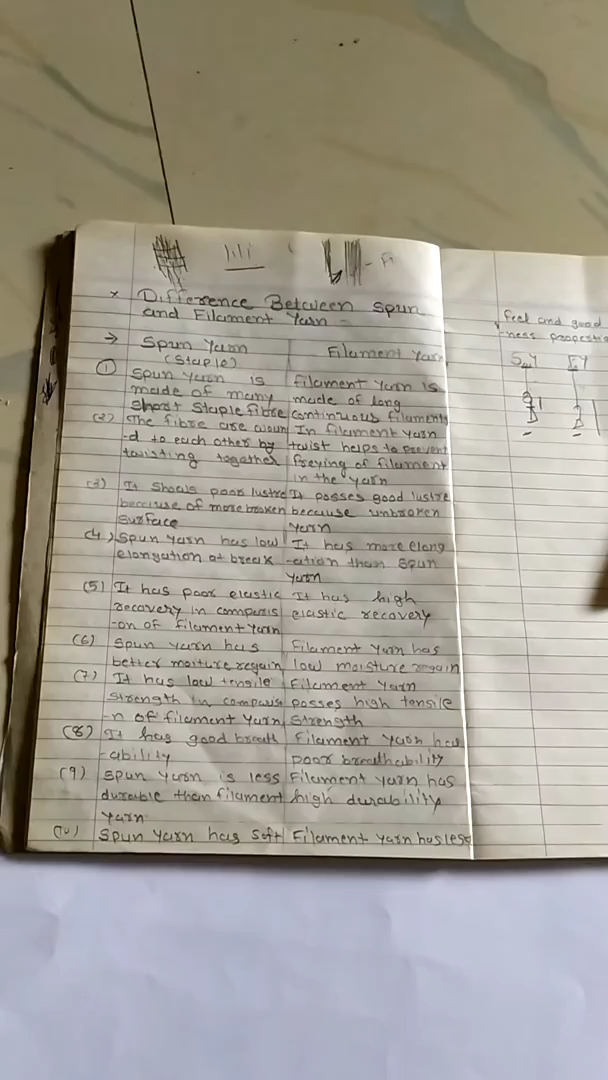 × Difference Between Spun
and Filament Yarn -
→ Spun Yarn
(Staple)
Filament Yarn
① Spun yarn is
made of many
short staple fibre
Filament Yarn is
made of long
continuous filaments
(2) The fibre are woun
-d to each other by
twisting together
In filament yarn
twist helps to prevent
freying of filament
in the yarn
(3) It shows poor lustre
because of more broken
surface
It posses good lustre
because unbroken
yarn
(4) Spun yarn has low
elongation at break
It has more elong
-ation than spun
yarn
(5) It has poor elastic
recovery in comparis
-on of filament yarn
It has high
elastic recovery
(6) Spun yarn has
better moiture regain
Filament Yarn has
low moisture regain
(7) It has low tensile
strength in comparis
-n of filament yarn
Filament Yarn
posses high tensile
strength
(8) It has good breath
-ability
Filament yarn has
poor breathability
(9) Spun yarn is less
durable than filament
yarn
Filament yarn has
high durability
(10) Spun yarn has soft
Filament yarn has less
feel and good
-ness